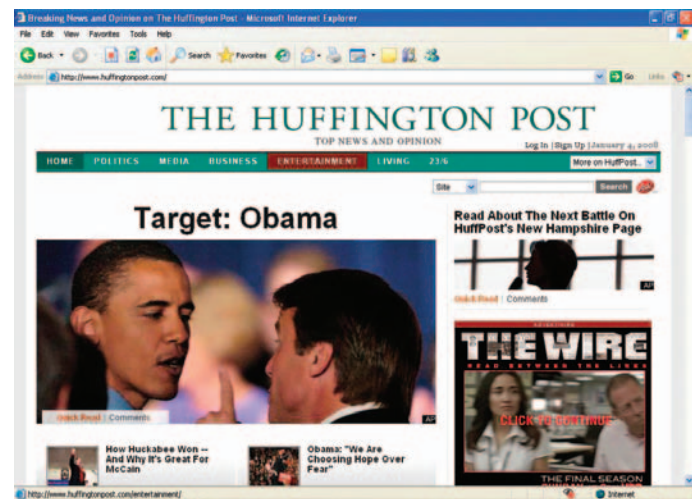 Breaking News and Opinion on The Huffington Post - Microsoft Internet Explorer
File Edit View Favorites Tools Help
Back Search Favorites
Address http://www.huffingtonpost.com/ Go Links
THE HUFFINGTON POST
TOP NEWS AND OPINION
Log In | Sign Up | January 4, 2008
HOME POLITICS MEDIA BUSINESS ENTERTAINMENT LIVING 23/6 More on HuffPost..
Site Search
Target: Obama
Read About The Next Battle On
HuffPost's New Hampshire Page
AP
Quick Read | Comments
ADVERTISING
THE WIRE
READ BETWEEN THE LINES
CLICK TO CONTINUE
THE FINAL SEASON
Quick Read | Comments
AP
How Huckabee Won --
And Why It's Great For
McCain
Obama: "We Are
Choosing Hope Over
Fear"
http://www.huffingtonpost.com/entertainment/ Internet